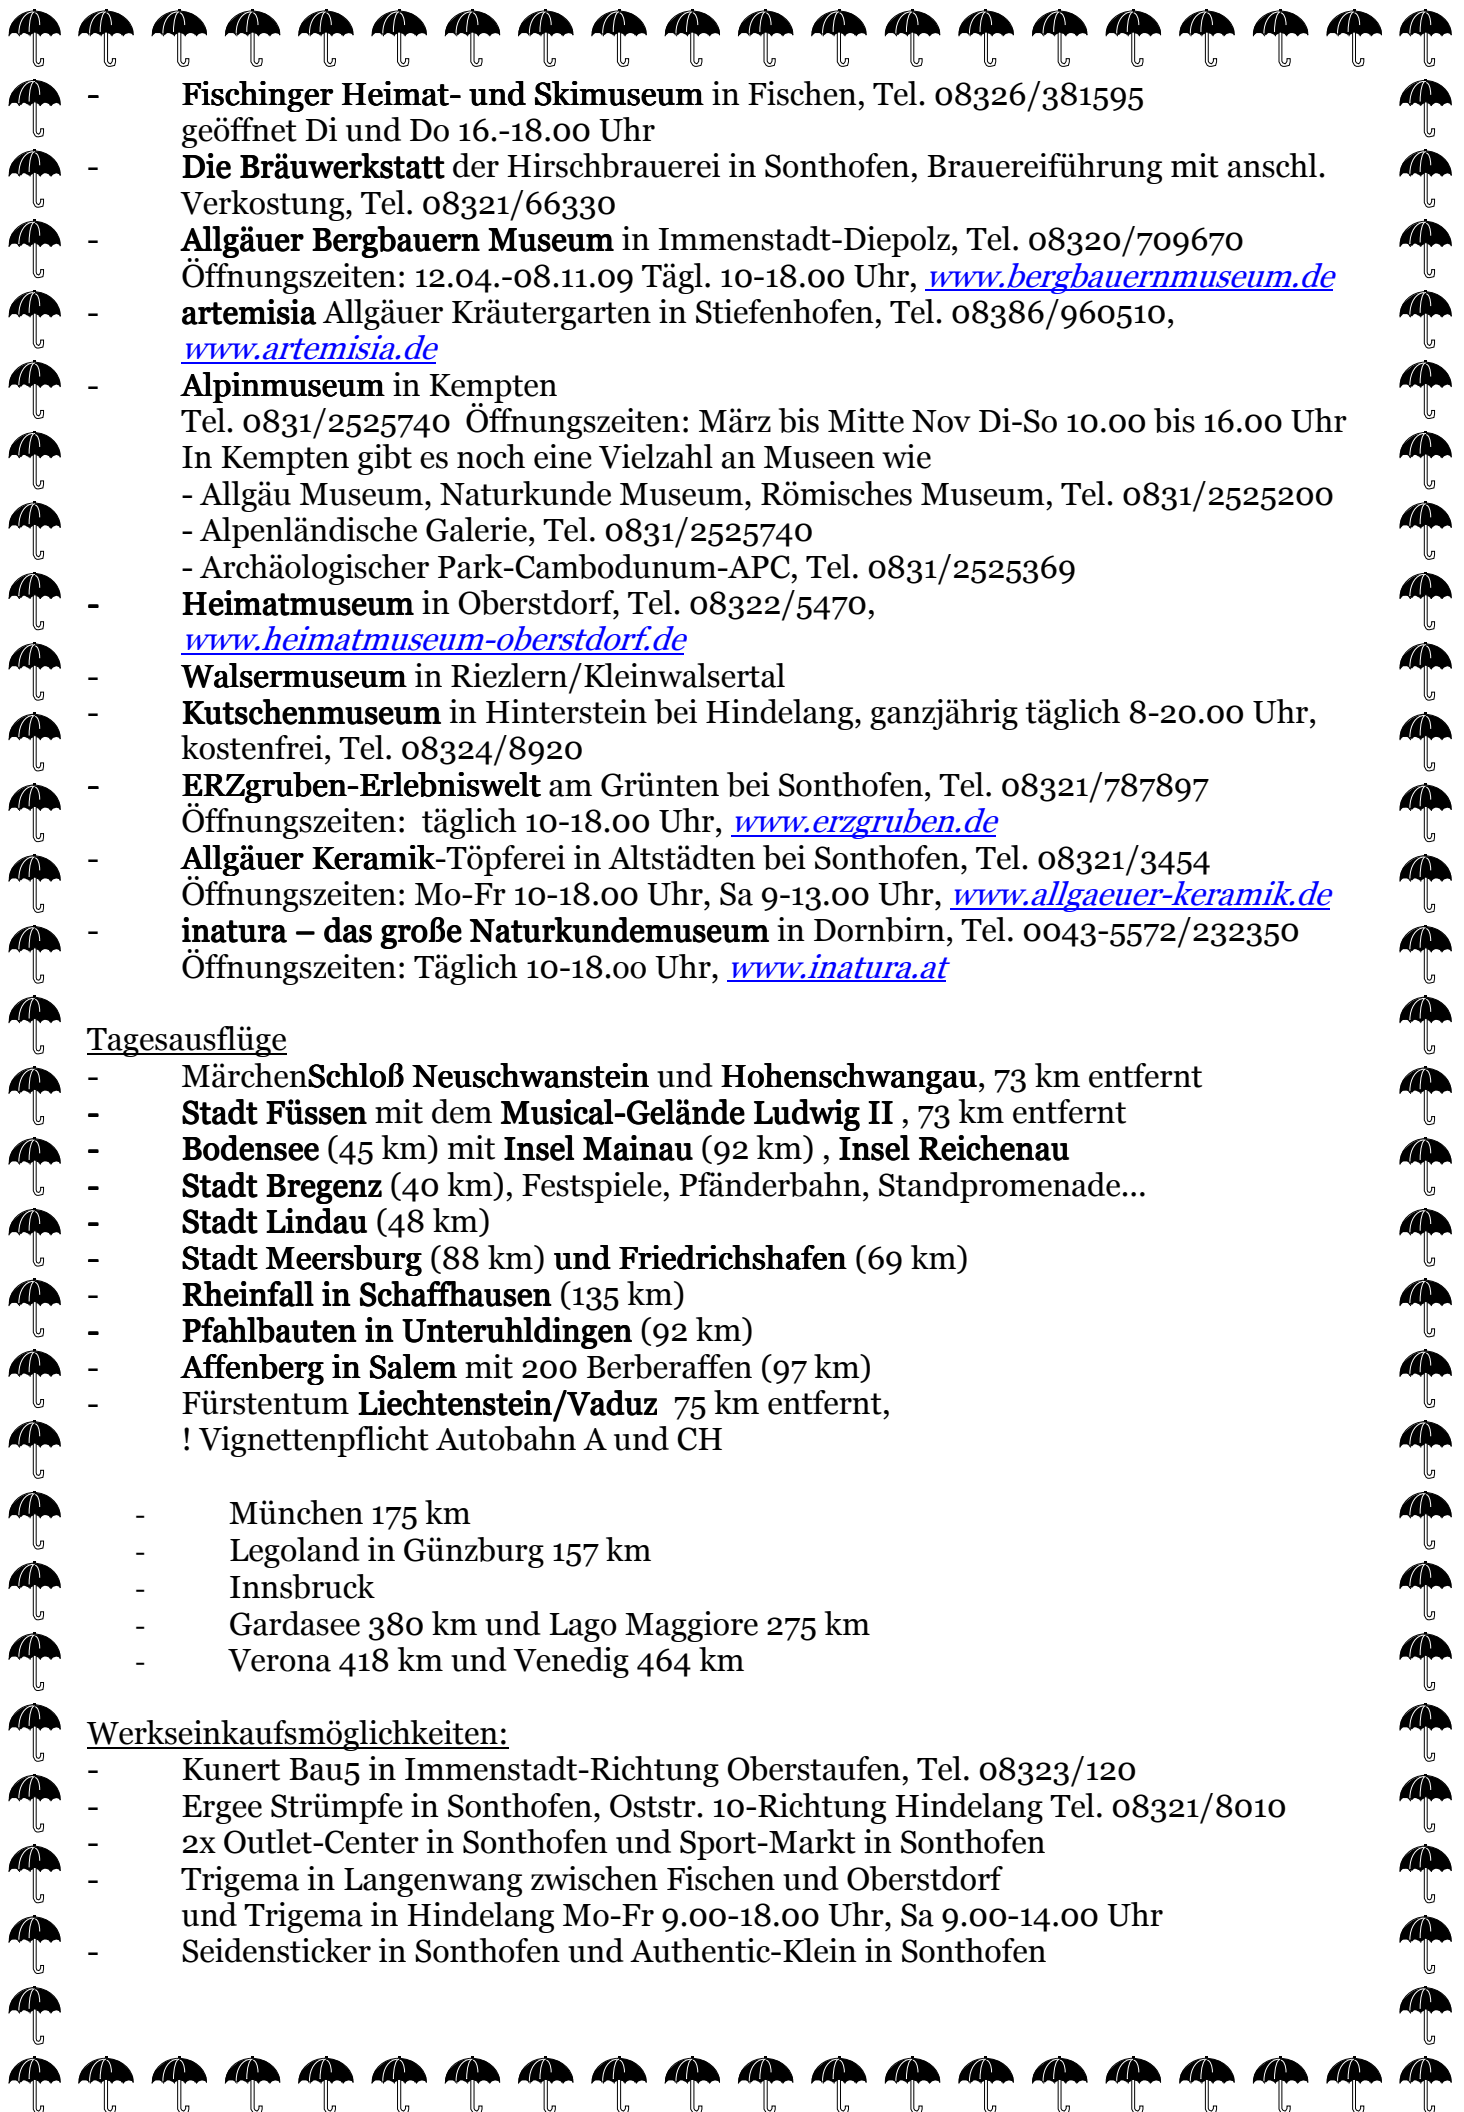 - Fischinger Heimat- und Skimuseum in Fischen, Tel. 08326/381595
geöffnet Di und Do 16.-18.00 Uhr
- Die Bräuwerkstatt der Hirschbrauerei in Sonthofen, Brauereiführung mit anschl.
Verkostung, Tel. 08321/66330
- Allgäuer Bergbauern Museum in Immenstadt-Diepolz, Tel. 08320/709670
Öffnungszeiten: 12.04.-08.11.09 Tägl. 10-18.00 Uhr, www.bergbauernmuseum.de
- artemisia Allgäuer Kräutergarten in Stiefenhofen, Tel. 08386/960510,
www.artemisia.de
- Alpinmuseum in Kempten
Tel. 0831/2525740 Öffnungszeiten: März bis Mitte Nov Di-So 10.00 bis 16.00 Uhr
In Kempten gibt es noch eine Vielzahl an Museen wie
- Allgäu Museum, Naturkunde Museum, Römisches Museum, Tel. 0831/2525200
- Alpenländische Galerie, Tel. 0831/2525740
- Archäologischer Park-Cambodunum-APC, Tel. 0831/2525369
- Heimatmuseum in Oberstdorf, Tel. 08322/5470,
www.heimatmuseum-oberstdorf.de
- Walsermuseum in Riezlern/Kleinwalsertal
- Kutschenmuseum in Hinterstein bei Hindelang, ganzjährig täglich 8-20.00 Uhr,
kostenfrei, Tel. 08324/8920
- ERZgruben-Erlebniswelt am Grünten bei Sonthofen, Tel. 08321/787897
Öffnungszeiten: täglich 10-18.00 Uhr, www.erzgruben.de
- Allgäuer Keramik-Töpferei in Altstädten bei Sonthofen, Tel. 08321/3454
Öffnungszeiten: Mo-Fr 10-18.00 Uhr, Sa 9-13.00 Uhr, www.allgaeuer-keramik.de
- inatura – das große Naturkundemuseum in Dornbirn, Tel. 0043-5572/232350
Öffnungszeiten: Täglich 10-18.oo Uhr, www.inatura.at
Tagesausflüge
- MärchenSchloß Neuschwanstein und Hohenschwangau, 73 km entfernt
- Stadt Füssen mit dem Musical-Gelände Ludwig II , 73 km entfernt
- Bodensee (45 km) mit Insel Mainau (92 km) , Insel Reichenau
- Stadt Bregenz (40 km), Festspiele, Pfänderbahn, Standpromenade...
- Stadt Lindau (48 km)
- Stadt Meersburg (88 km) und Friedrichshafen (69 km)
- Rheinfall in Schaffhausen (135 km)
- Pfahlbauten in Unteruhldingen (92 km)
- Affenberg in Salem mit 200 Berberaffen (97 km)
- Fürstentum Liechtenstein/Vaduz 75 km entfernt,
! Vignettenpflicht Autobahn A und CH
- München 175 km
- Legoland in Günzburg 157 km
- Innsbruck
- Gardasee 380 km und Lago Maggiore 275 km
- Verona 418 km und Venedig 464 km
Werkseinkaufsmöglichkeiten:
- Kunert Bau5 in Immenstadt-Richtung Oberstaufen, Tel. 08323/120
- Ergee Strümpfe in Sonthofen, Oststr. 10-Richtung Hindelang Tel. 08321/8010
- 2x Outlet-Center in Sonthofen und Sport-Markt in Sonthofen
- Trigema in Langenwang zwischen Fischen und Oberstdorf
und Trigema in Hindelang Mo-Fr 9.00-18.00 Uhr, Sa 9.00-14.00 Uhr
- Seidensticker in Sonthofen und Authentic-Klein in Sonthofen